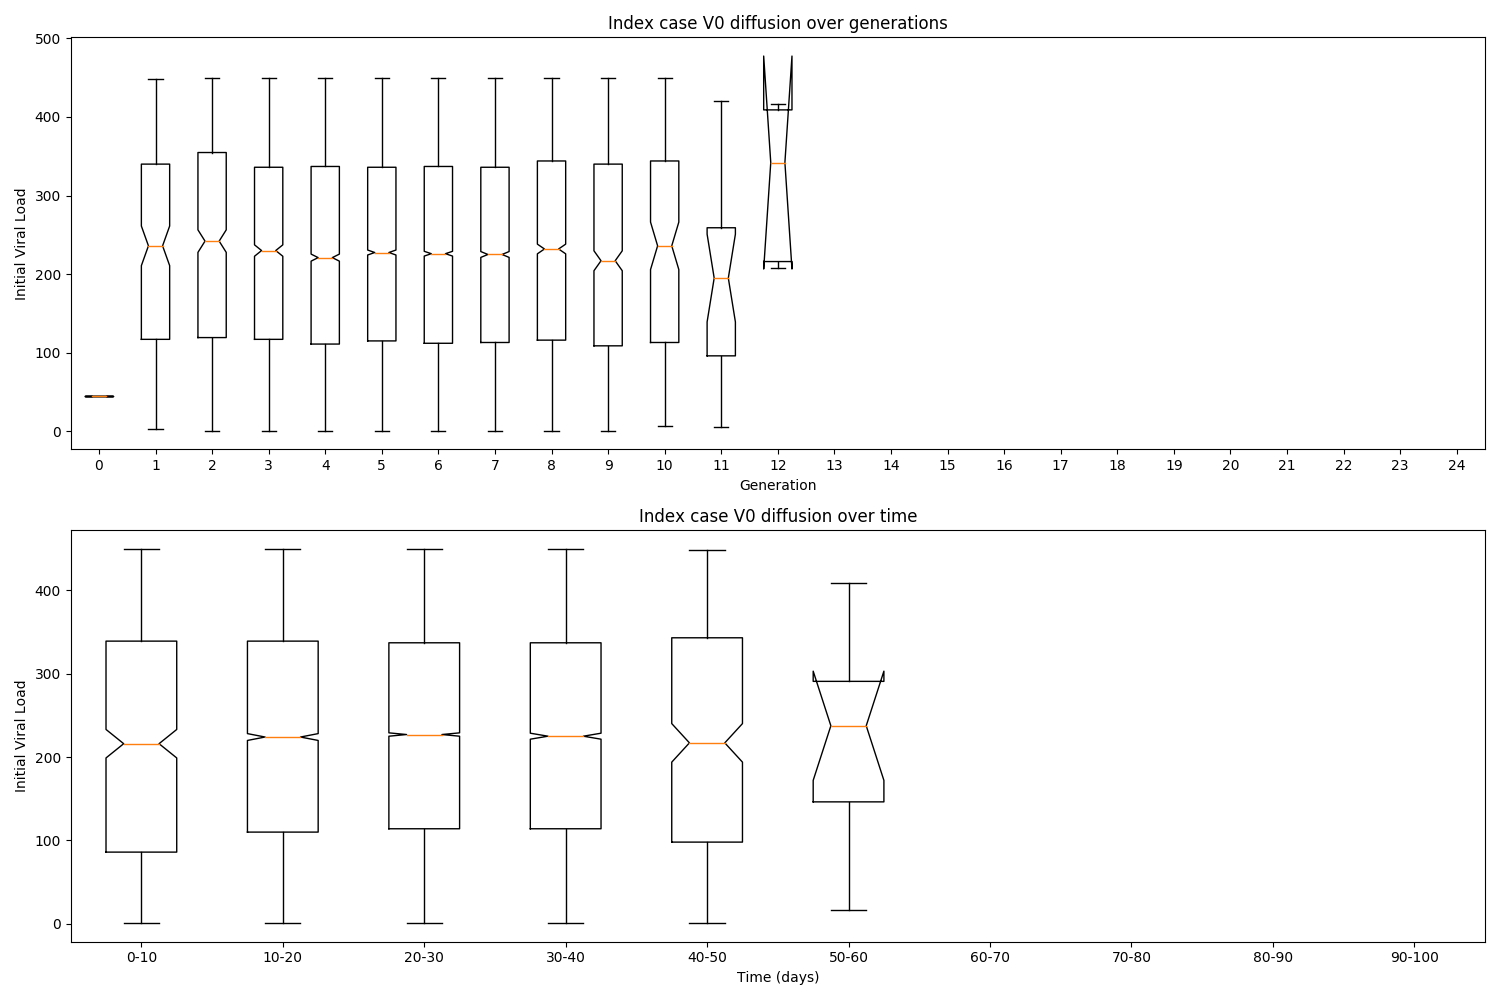 Index case V0 diffusion over generations
500
400
300
200
100
0
Initial Viral Load
0 1 2 3 4 5 6 7 8 9 10 11 12 13 14 15 16 17 18 19 20 21 22 23 24
Generation
Index case V0 diffusion over time
400
300
200
100
0
Initial Viral Load
0-10 10-20 20-30 30-40 40-50 50-60 60-70 70-80 80-90 90-100
Time (days)